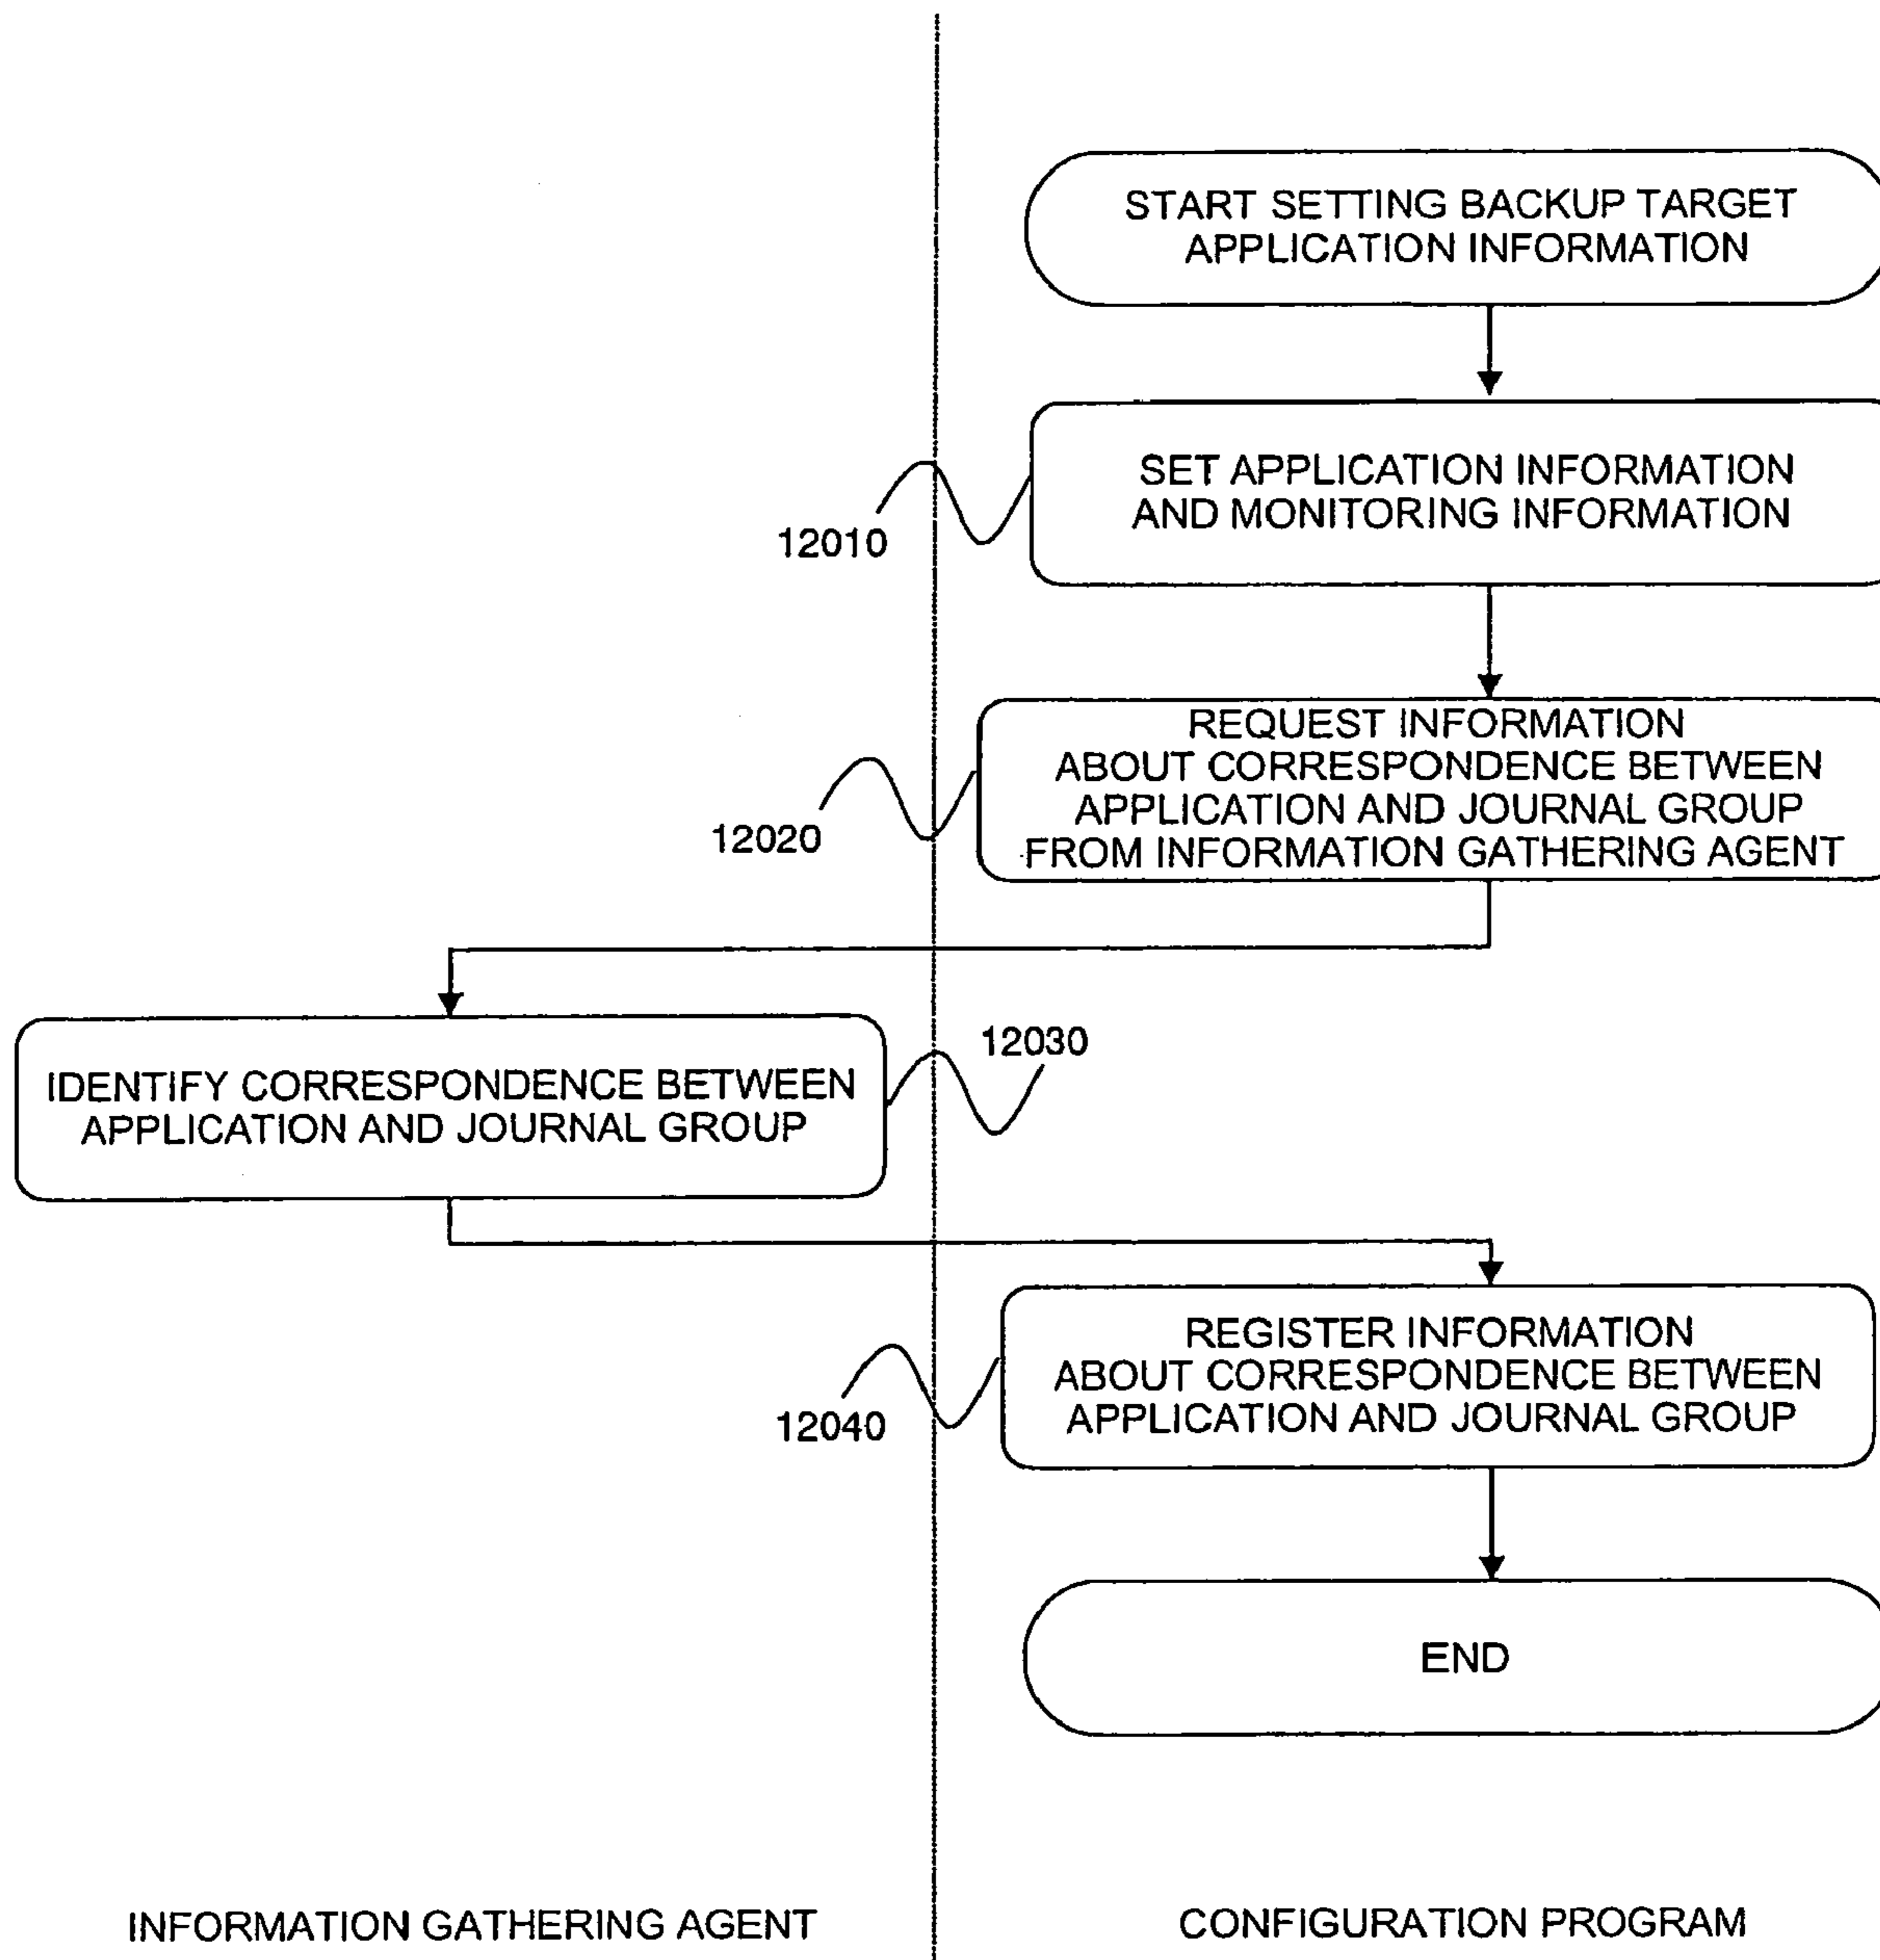 START SETTING BACKUP TARGET
APPLICATION INFORMATION
SET APPLICATION INFORMATION
AND MONITORING INFORMATION
12010
REQUEST INFORMATION
ABOUT CORRESPONDENCE BETWEEN
APPLICATION AND JOURNAL GROUP
FROM INFORMATION GATHERING AGENT
12020
12030
IDENTIFY CORRESPONDENCE BETWEEN
APPLICATION AND JOURNAL GROUP
REGISTER INFORMATION
ABOUT CORRESPONDENCE BETWEEN
APPLICATION AND JOURNAL GROUP
12040
END
INFORMATION GATHERING AGENT
CONFIGURATION PROGRAM